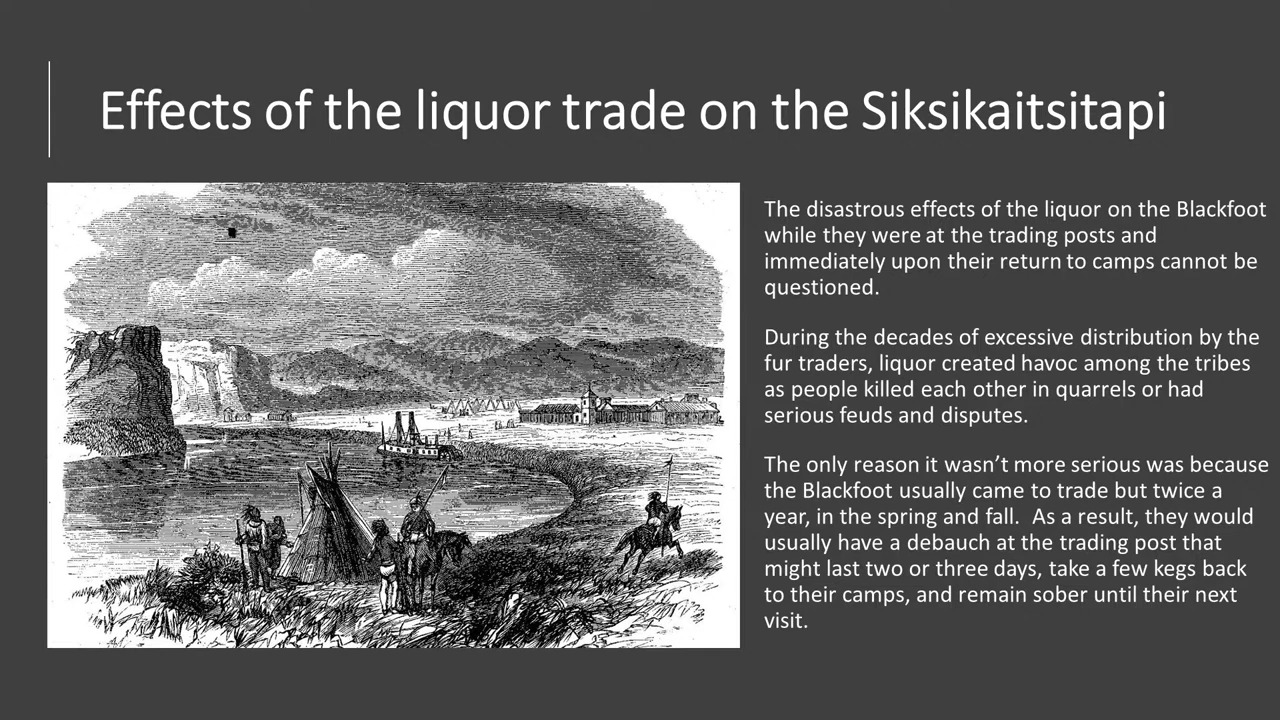 Effects of the liquor trade on the Siksikaitsitapi
The disastrous effects of the liquor on the Blackfoot
while they were at the trading posts and
immediately upon their return to camps cannot be
questioned.
During the decades of excessive distribution by the
fur traders, liquor created havoc among the tribes
as people killed each other in quarrels or had
serious feuds and disputes.
The only reason it wasn’t more serious was because
the Blackfoot usually came to trade but twice a
year, in the spring and fall.  As a result, they would
usually have a debauch at the trading post that
might last two or three days, take a few kegs back
to their camps, and remain sober until their next
visit.